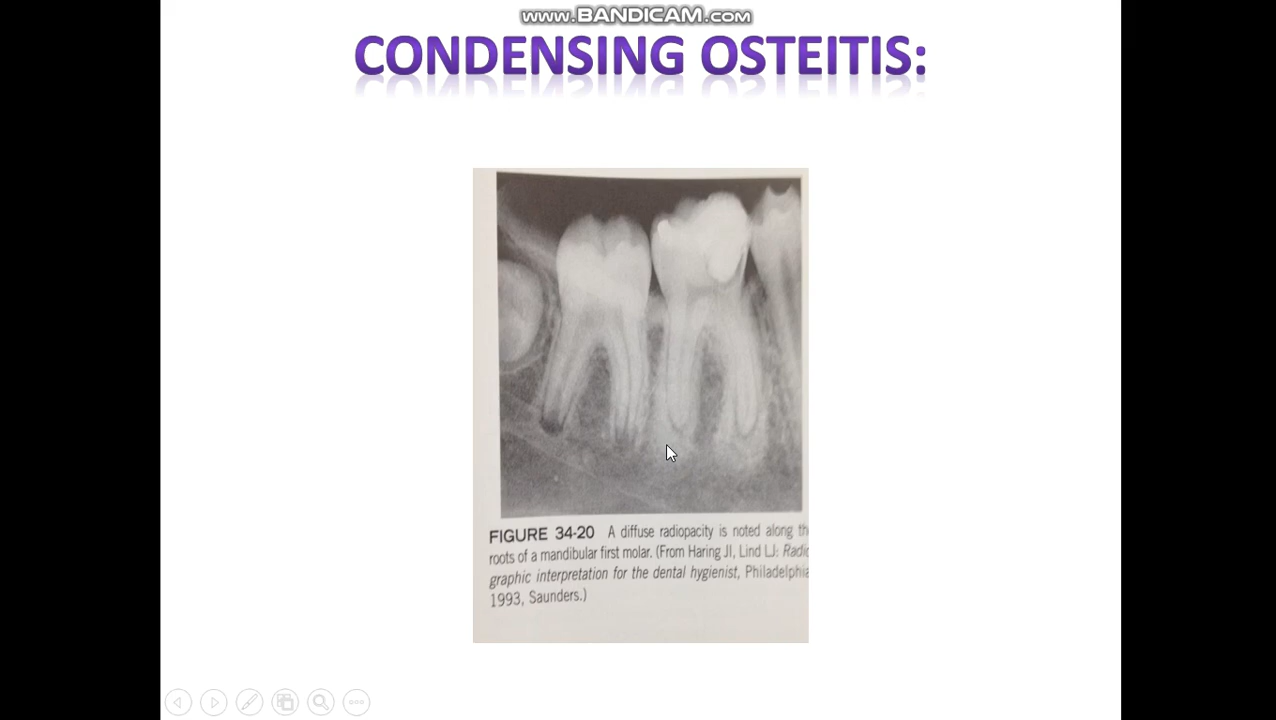 www.BANDICAM.com
CONDENSING OSTEITIS:
FIGURE 34-20 A diffuse radiopacity is noted along th
roots of a mandibular first molar. (From Haring JI, Lind LJ: Radio
graphic interpretation for the dental hygienist, Philadelphia
1993, Saunders.)